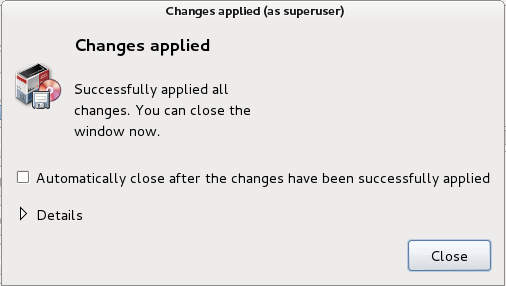 Changes applied (as superuser)
Changes applied
Successfully applied all
changes. You can close the
window now.
Automatically close after the changes have been successfully applied
Details
Close